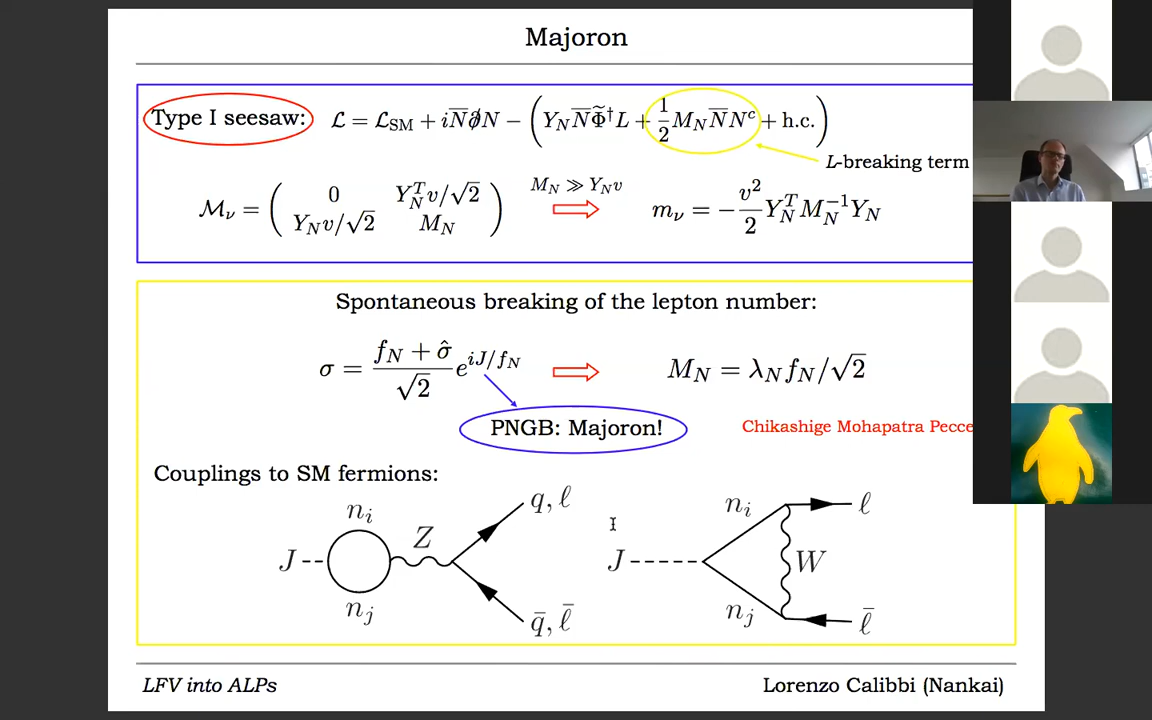 Majoron
Type I seesaw: ℒ = ℒ_SM + iN̅∂̸N − (Y_N N̅Φ̃†L + 1/2 M_N N̅N^c + h.c.)
L-breaking term
ℳ_ν = ( 0 Y_N^T v/√2
Y_N v/√2 M_N )
M_N ≫ Y_N v
m_ν = − v²/2 Y_N^T M_N^{-1} Y_N
Spontaneous breaking of the lepton number:
σ = (f_N + σ̂)/√2 e^{iJ/f_N}
M_N = λ_N f_N/√2
PNGB: Majoron!
Chikashige Mohapatra Pecce
Couplings to SM fermions:
J n_i n_j Z q, ℓ q̄, ℓ̄
J n_i n_j W ℓ ℓ̄
LFV into ALPs
Lorenzo Calibbi (Nankai)